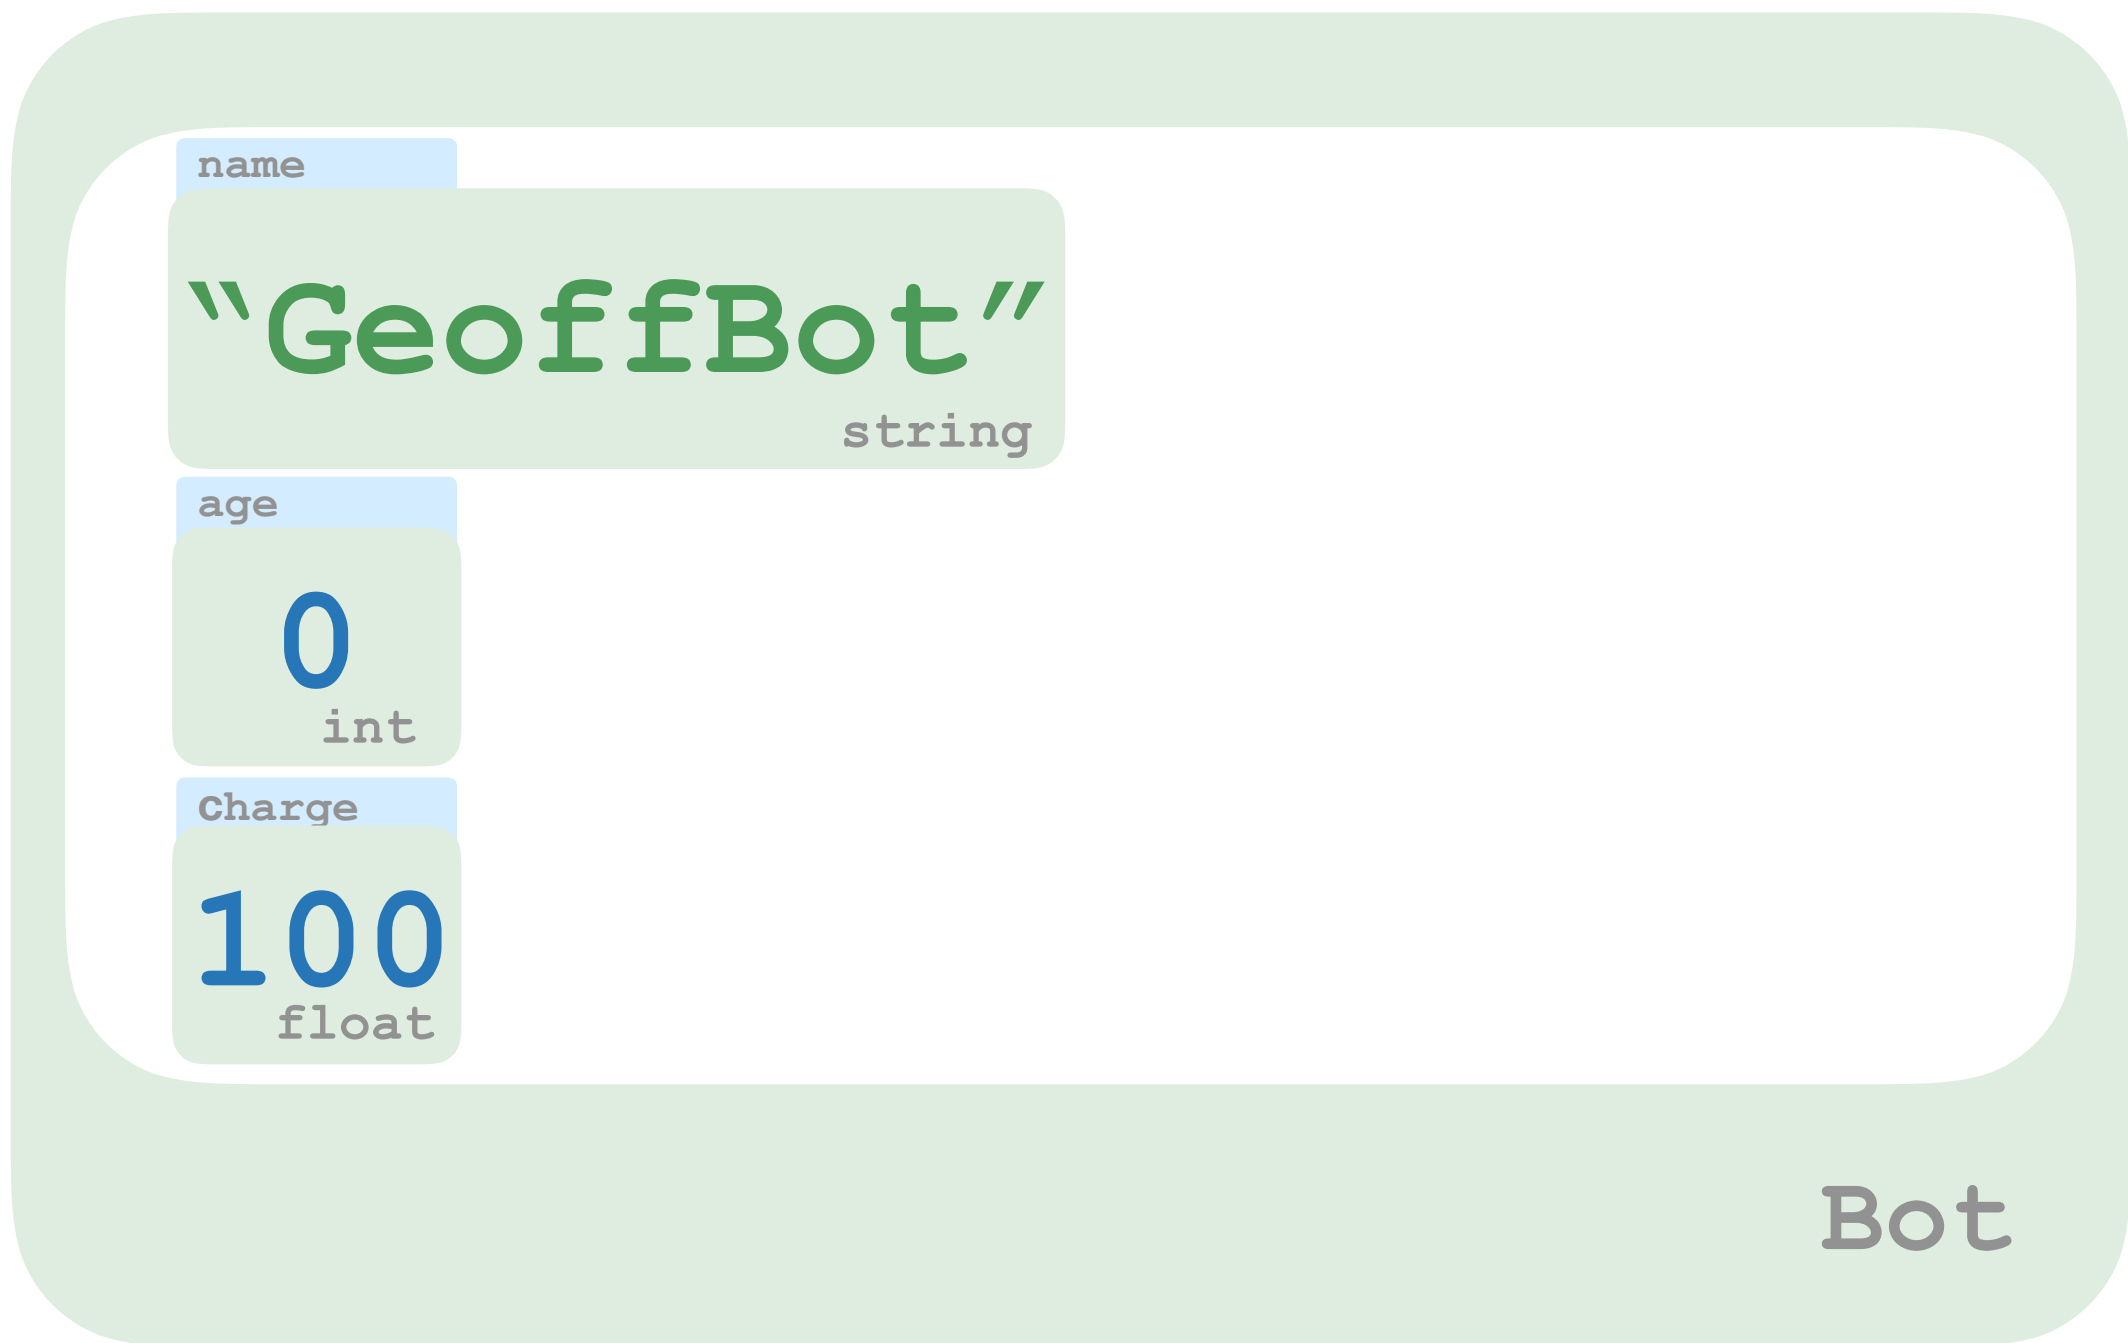 name
“GeoffBot”
string
age
0
int
Charge
100
float
Bot